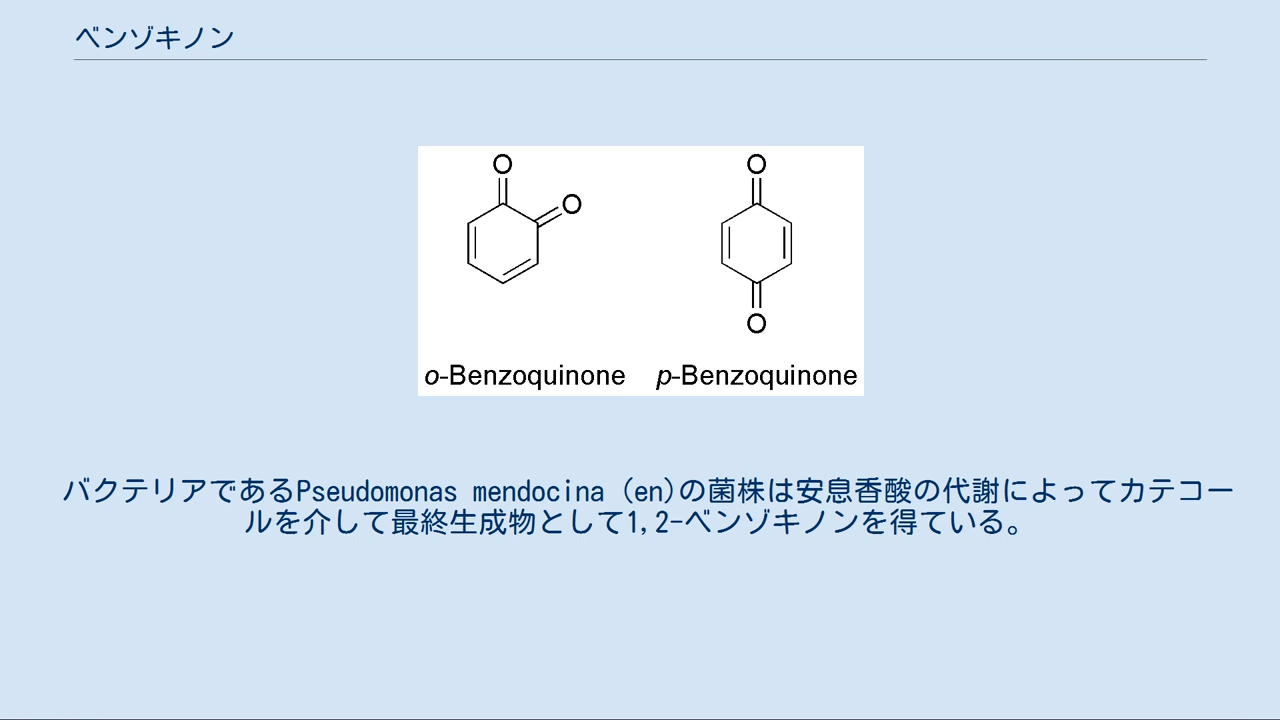 ベンゾキノン
O
O
O
O
o-Benzoquinone
p-Benzoquinone
バクテリアであるPseudomonas mendocina (en)の菌株は安息香酸の代謝によってカテコー
ルを介して最終生成物として1,2-ベンゾキノンを得ている。